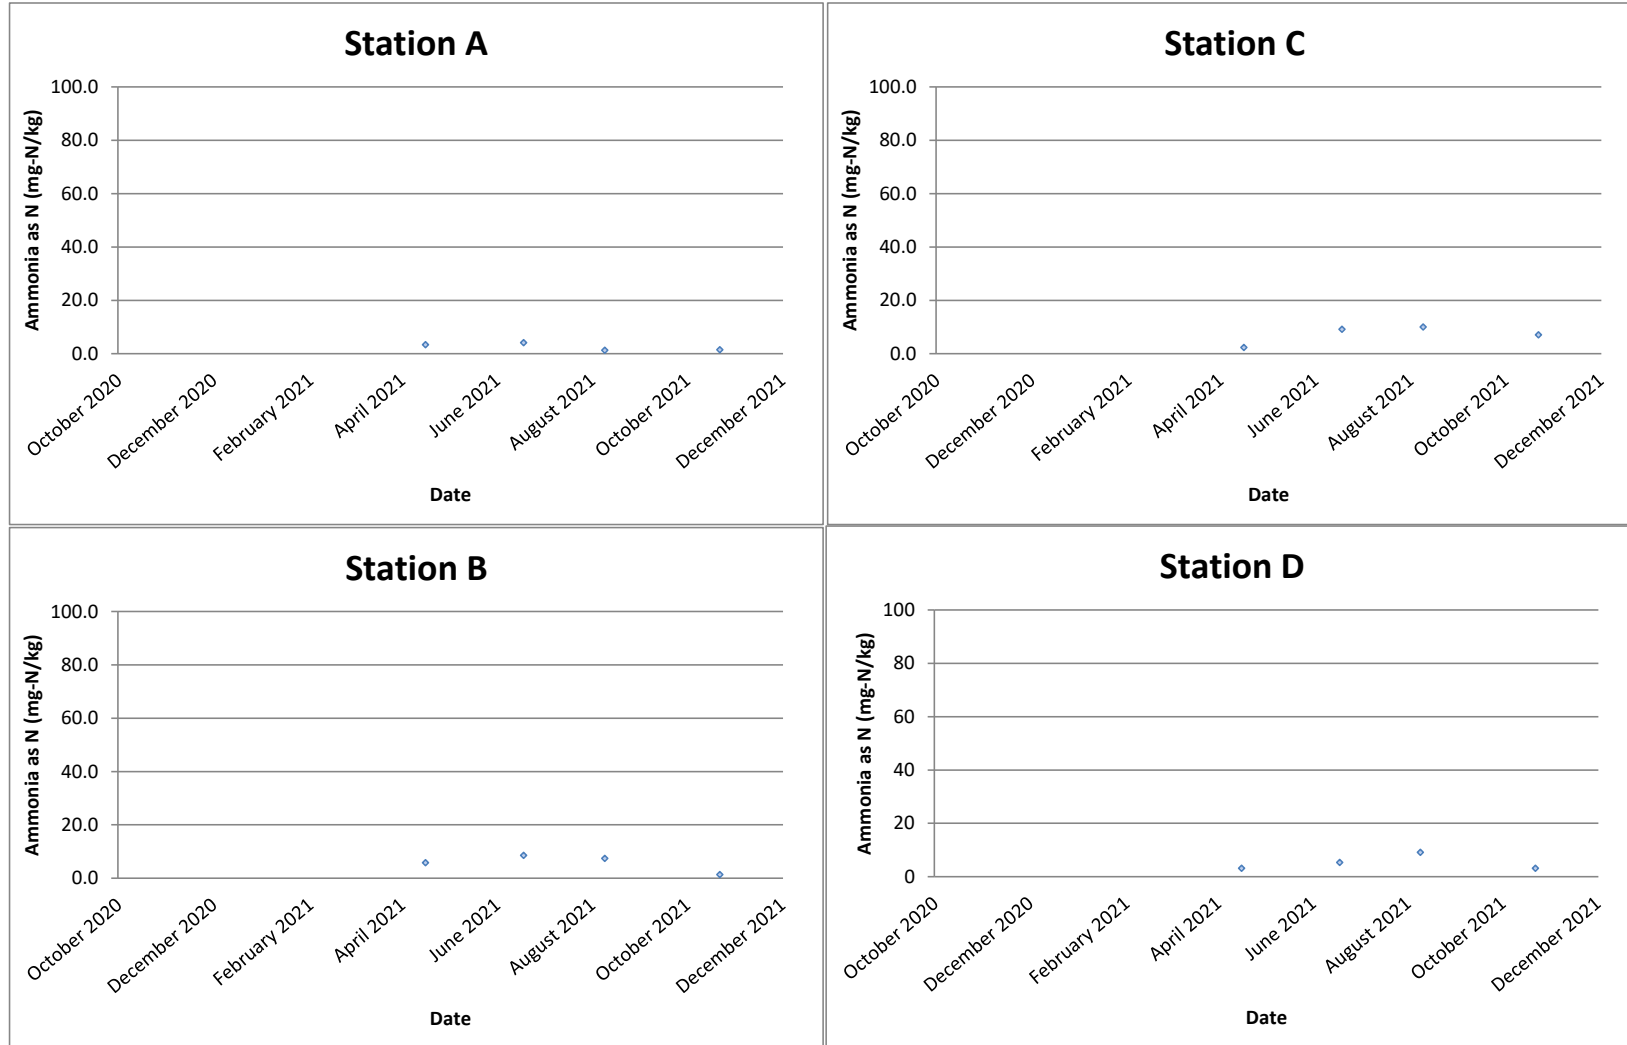 Station A
Ammonia as N (mg-N/kg)
100.0
80.0
60.0
40.0
20.0
0.0
October 2020
December 2020
February 2021
April 2021
June 2021
August 2021
October 2021
December 2021
Date
Station C
Ammonia as N (mg-N/kg)
100.0
80.0
60.0
40.0
20.0
0.0
October 2020
December 2020
February 2021
April 2021
June 2021
August 2021
October 2021
December 2021
Date
Station B
Ammonia as N (mg-N/kg)
100.0
80.0
60.0
40.0
20.0
0.0
October 2020
December 2020
February 2021
April 2021
June 2021
August 2021
October 2021
December 2021
Date
Station D
Ammonia as N (mg-N/kg)
100
80
60
40
20
0
October 2020
December 2020
February 2021
April 2021
June 2021
August 2021
October 2021
December 2021
Date